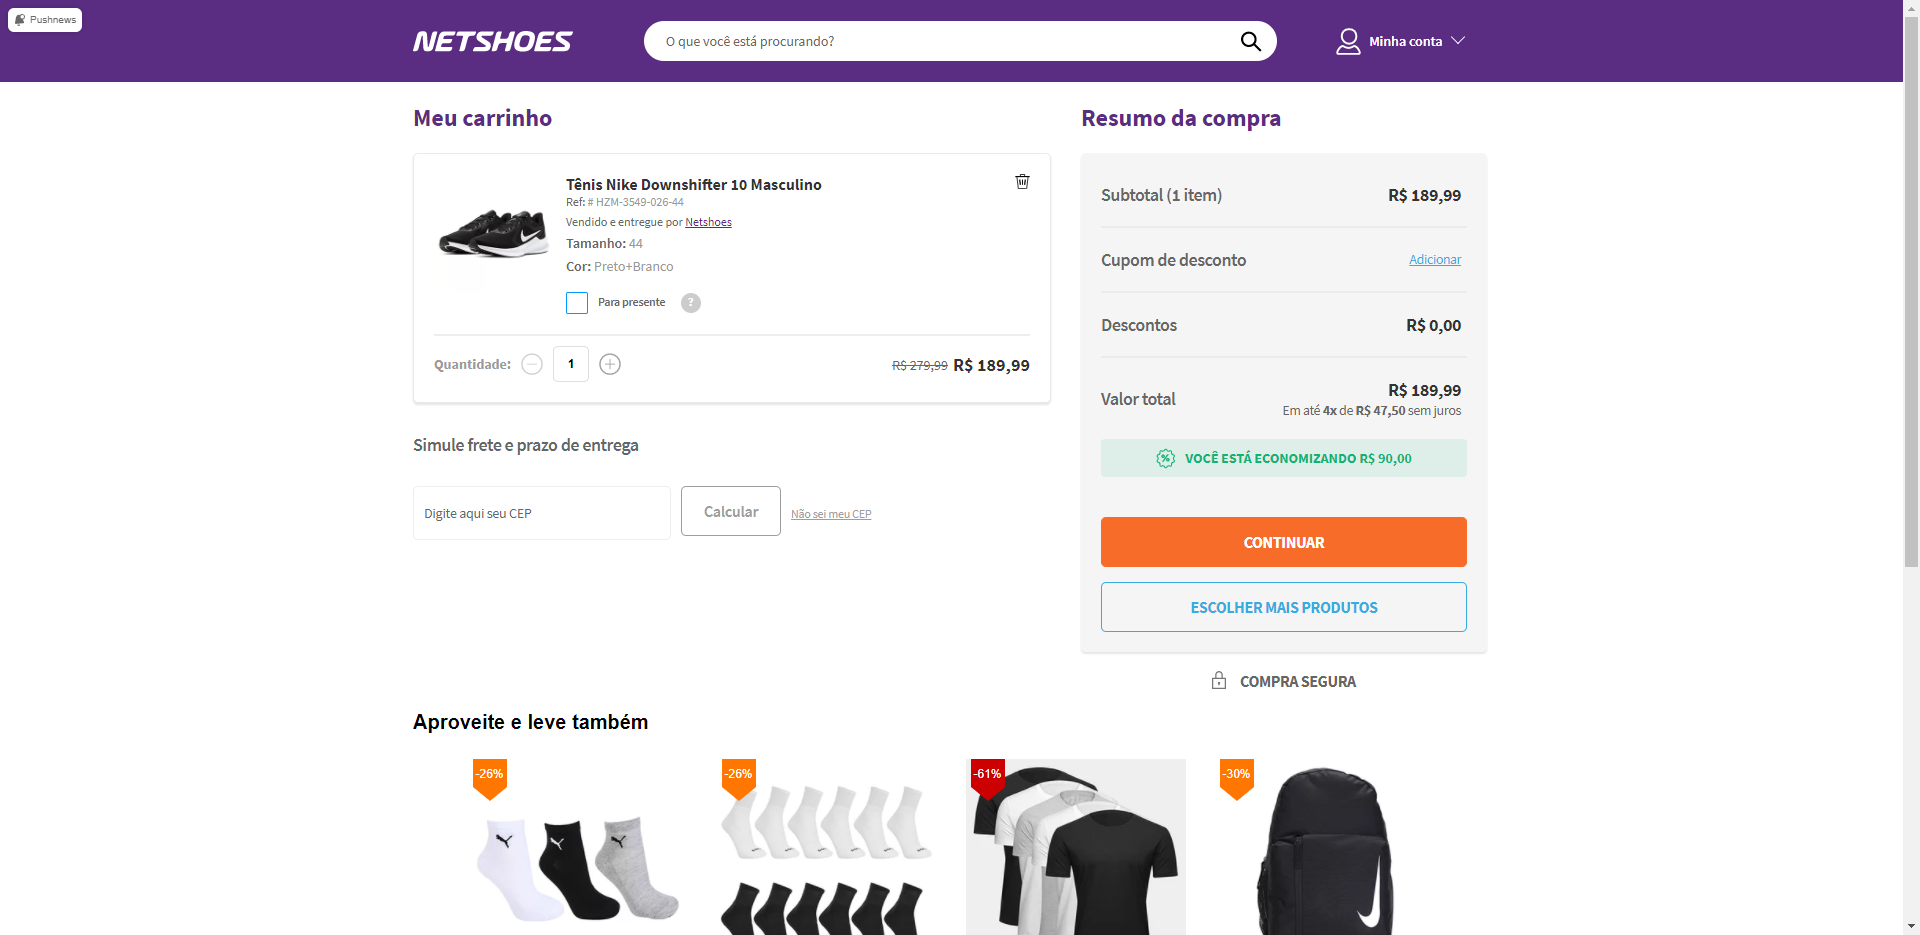 Pushnews
NETSHOES
O que você está procurando?
Minha conta
Meu carrinho
Tênis Nike Downshifter 10 Masculino
Ref: # HZM-3549-026-44
Vendido e entregue por Netshoes
Tamanho: 44
Cor: Preto+Branco
Para presente ?
Quantidade: 1
R$ 279,99 R$ 189,99
Simule frete e prazo de entrega
Digite aqui seu CEP
Calcular
Não sei meu CEP
Resumo da compra
Subtotal (1 item) R$ 189,99
Cupom de desconto Adicionar
Descontos R$ 0,00
Valor total R$ 189,99
Em até 4x de R$ 47,50 sem juros
VOCÊ ESTÁ ECONOMIZANDO R$ 90,00
CONTINUAR
ESCOLHER MAIS PRODUTOS
COMPRA SEGURA
Aproveite e leve também
-26%
-26%
-61%
-30%